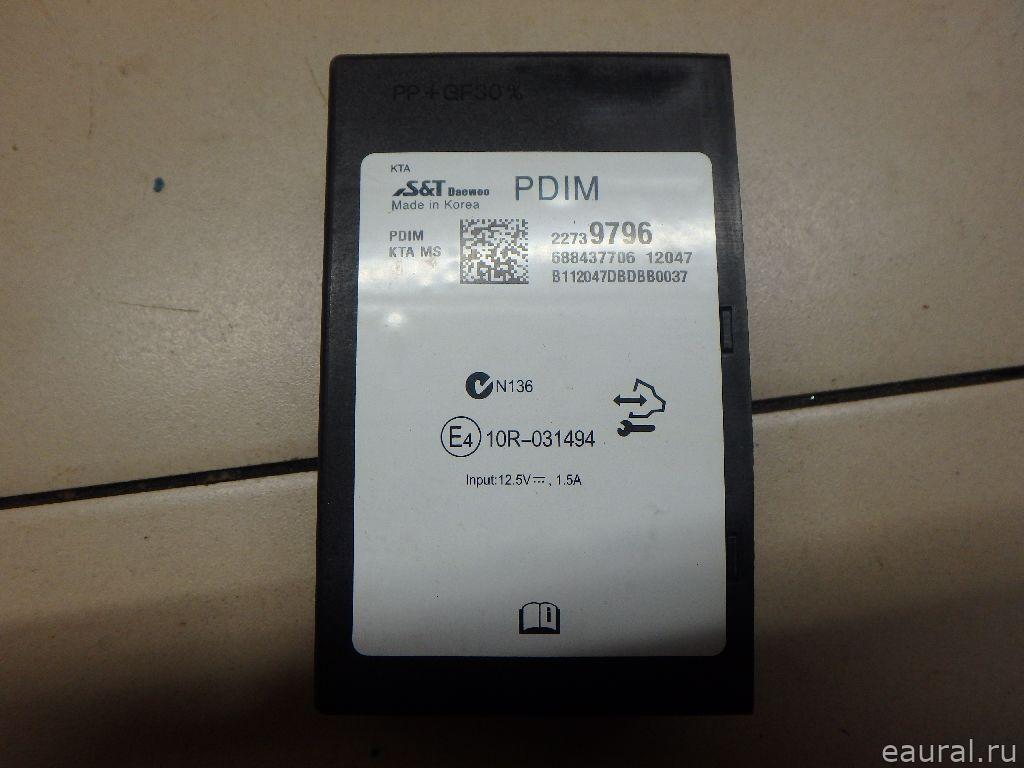 PP+GF30%
KTA
S&T Daewoo PDIM
Made in Korea
PDIM
KTA MS
22739796
688437706 12047
B112047DBDBB0037
N136
E4 10R-031494
Input:12.5V⎓, 1.5A
i
eaural.ru